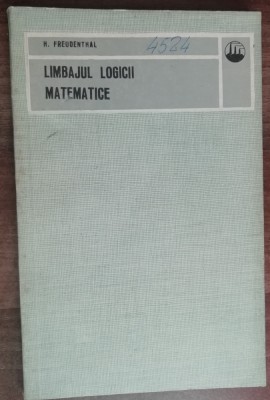 H. FREUDENTHAL
4524
LIMBAJUL LOGICII
MATEMATICE